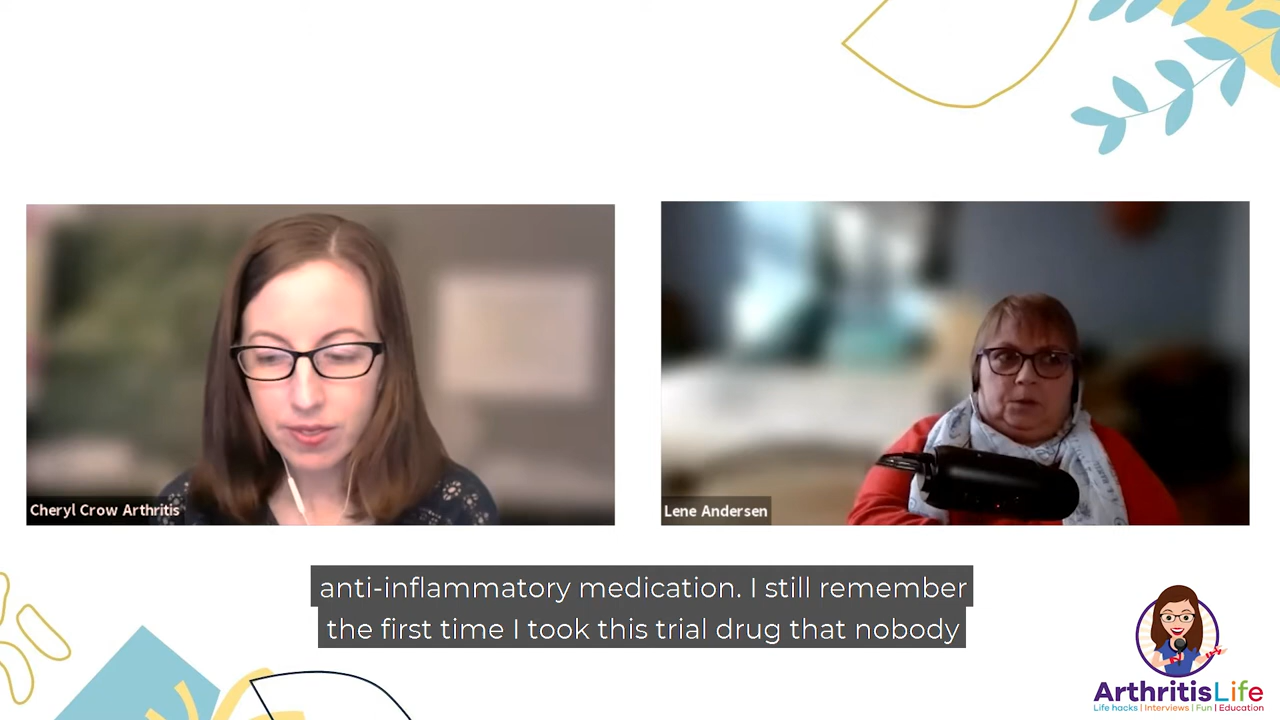 Cheryl Crow Arthritis
Lene Andersen
anti-inflammatory medication. I still remember
the first time I took this trial drug that nobody
ArthritisLife
Life hacks | Interviews | Fun | Education